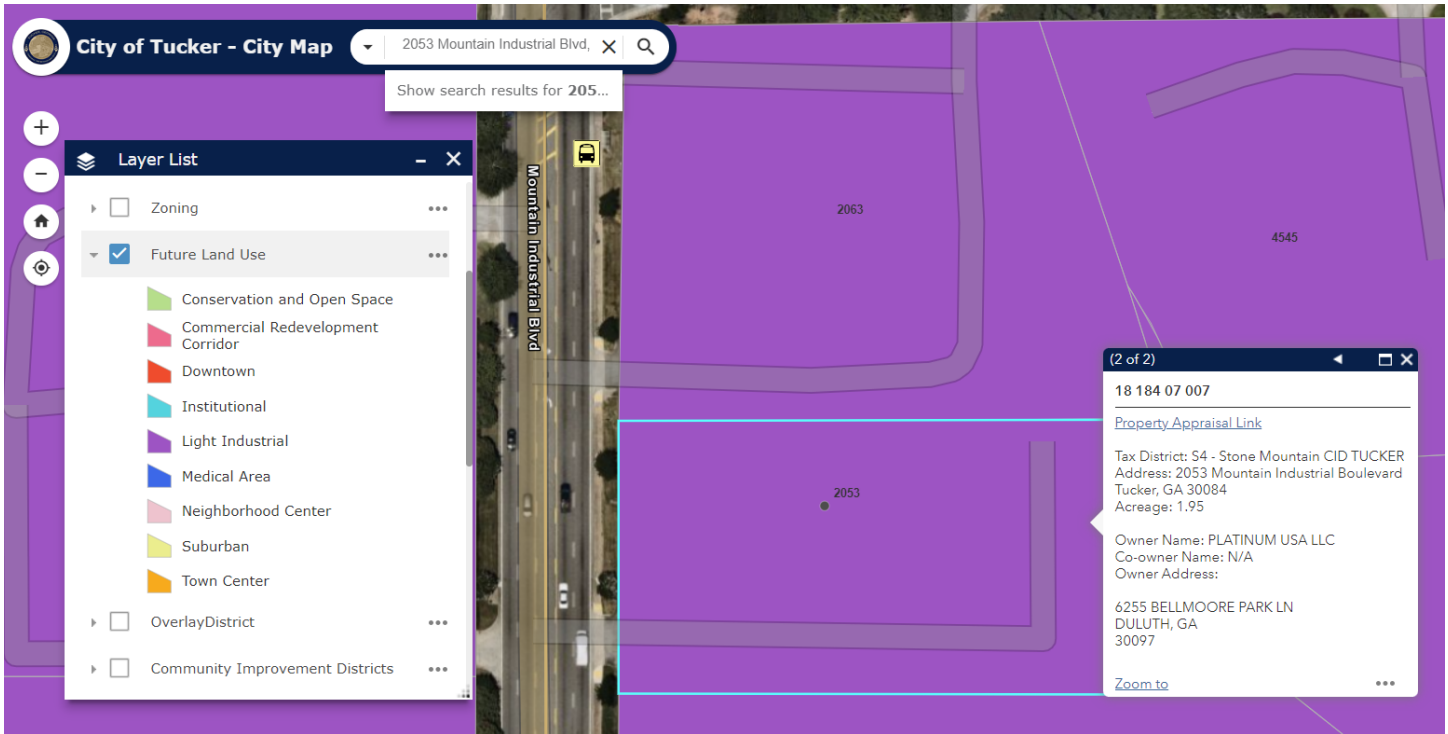 City of Tucker - City Map
2053 Mountain Industrial Blvd,
Show search results for 205...
Layer List
Zoning
Future Land Use
Conservation and Open Space
Commercial Redevelopment
Corridor
Downtown
Institutional
Light Industrial
Medical Area
Neighborhood Center
Suburban
Town Center
OverlayDistrict
Community Improvement Districts
Mountain Industrial Blvd
2063
4545
2053
(2 of 2)
18 184 07 007
Property Appraisal Link
Tax District: S4 - Stone Mountain CID TUCKER
Address: 2053 Mountain Industrial Boulevard
Tucker, GA 30084
Acreage: 1.95
Owner Name: PLATINUM USA LLC
Co-owner Name: N/A
Owner Address:
6255 BELLMOORE PARK LN
DULUTH, GA
30097
Zoom to